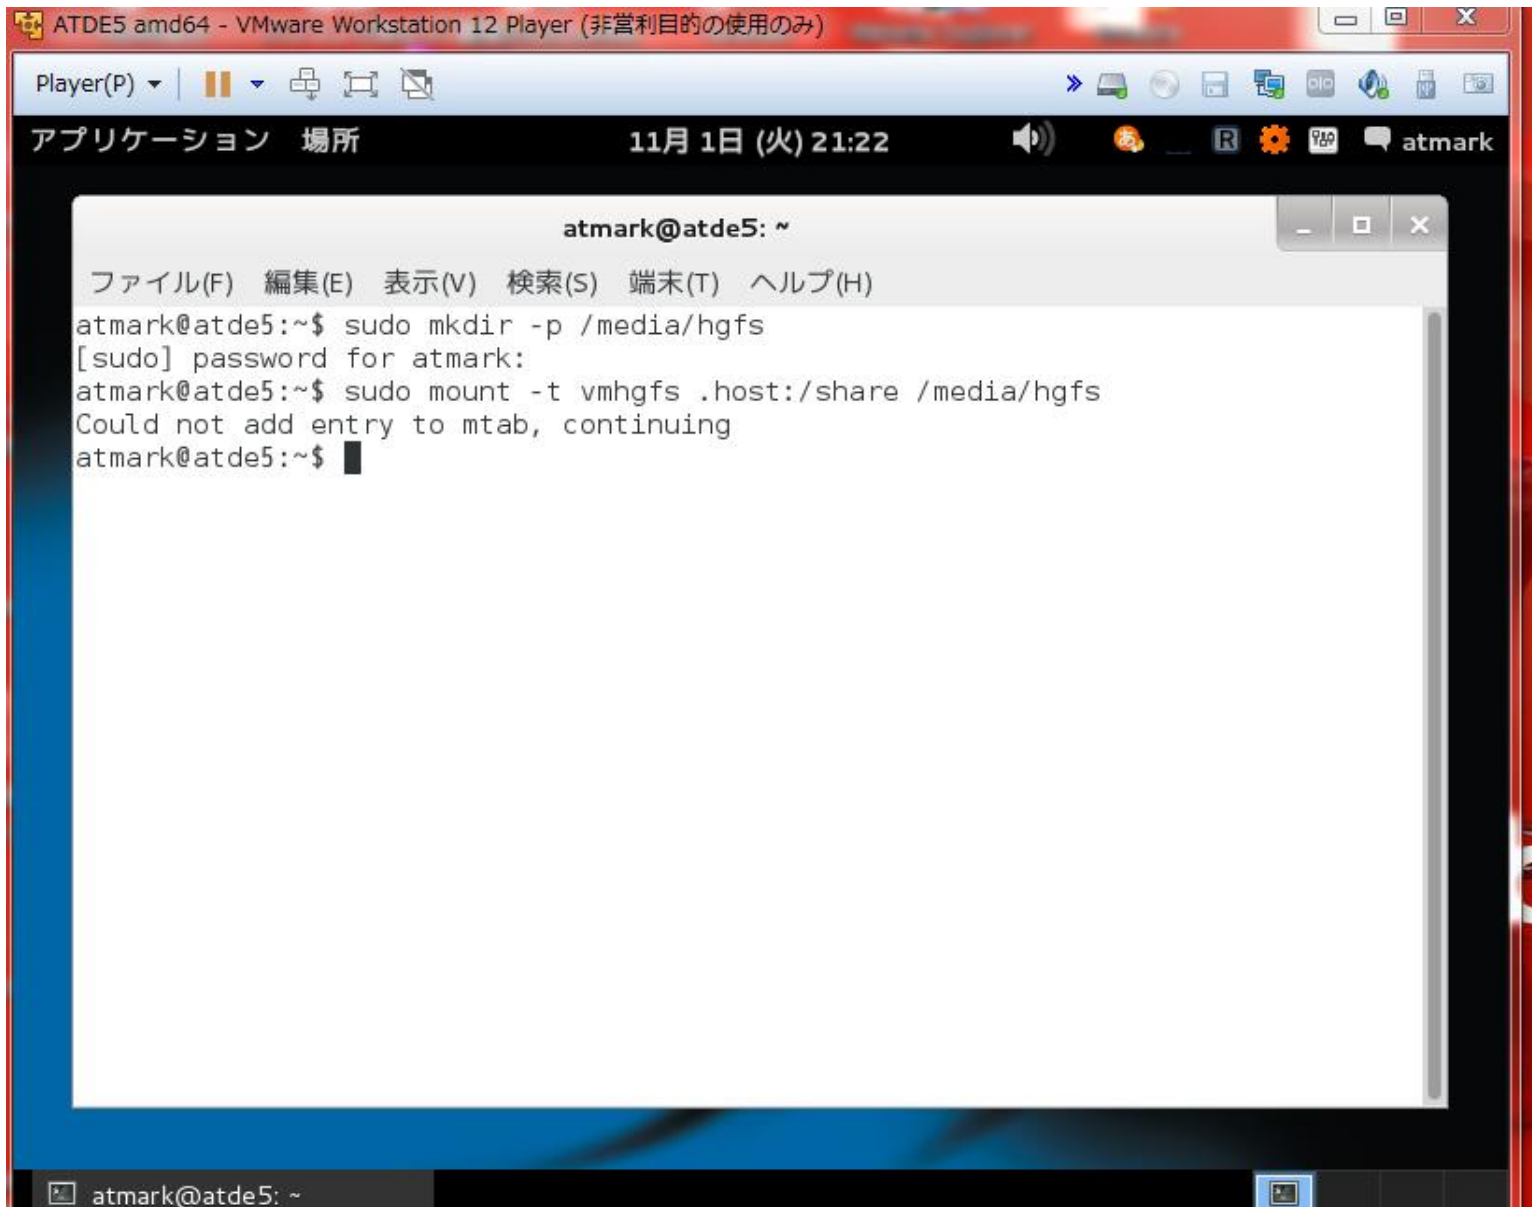 ATDE5 amd64 - VMware Workstation 12 Player (非営利目的の使用のみ)
Player(P)
アプリケーション 場所 11月 1日 (火) 21:22 あ R atmark
atmark@atde5: ~
ファイル(F) 編集(E) 表示(V) 検索(S) 端末(T) ヘルプ(H)
atmark@atde5:~$ sudo mkdir -p /media/hgfs
[sudo] password for atmark:
atmark@atde5:~$ sudo mount -t vmhgfs .host:/share /media/hgfs
Could not add entry to mtab, continuing
atmark@atde5:~$
atmark@atde5: ~